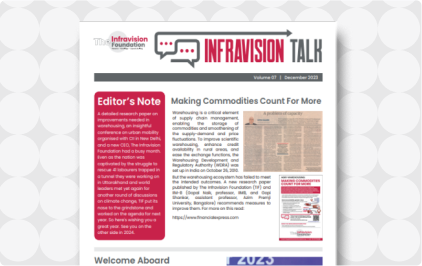 The Infravision
Foundation
INFRAVISION TALK
Volume 07 | December 2023
Editor's Note
A detailed research paper on
improvements needed in
warehousing, an insightful
conference on urban mobility
organised with CII in New Delhi,
and a new CEO, The Infravision
Foundation had a busy month.
Even as the nation was
captivated by the struggle to
rescue 41 labourers trapped in
a tunnel they were working on
in Uttarakhand and world
leaders met yet again for
another round of discussions
on climate change, TIF put its
nose to the grindstone and
worked on the agenda for next
year. So here's wishing you a
great year. See you on the
other side in 2024.
Making Commodities Count For More
Warehousing is a critical element
of supply chain management,
enabling the storage of
commodities and smoothening of
the supply-demand and price
fluctuations. To improve scientific
warehousing, enhance credit
availability in rural areas, and
ease the exchange functions, the
Warehousing Development and
Regulatory Authority (WDRA) was
set up in India on October 26, 2010.
But the warehousing ecosystem has failed to meet
the intended outcomes. A new research paper
published by The Infravision Foundation (TIF) and
IIM-B (Gopal Naik, professor, IIMB, and Gopi
Shankar, assistant professor, Azim Premji
University, Bangalore) recommends measures to
improve them. For more on this read:
https://www.financialexpress.com
MAKING COMMODITIES
COUNT FOR MORE
Welcome Aboard
2023